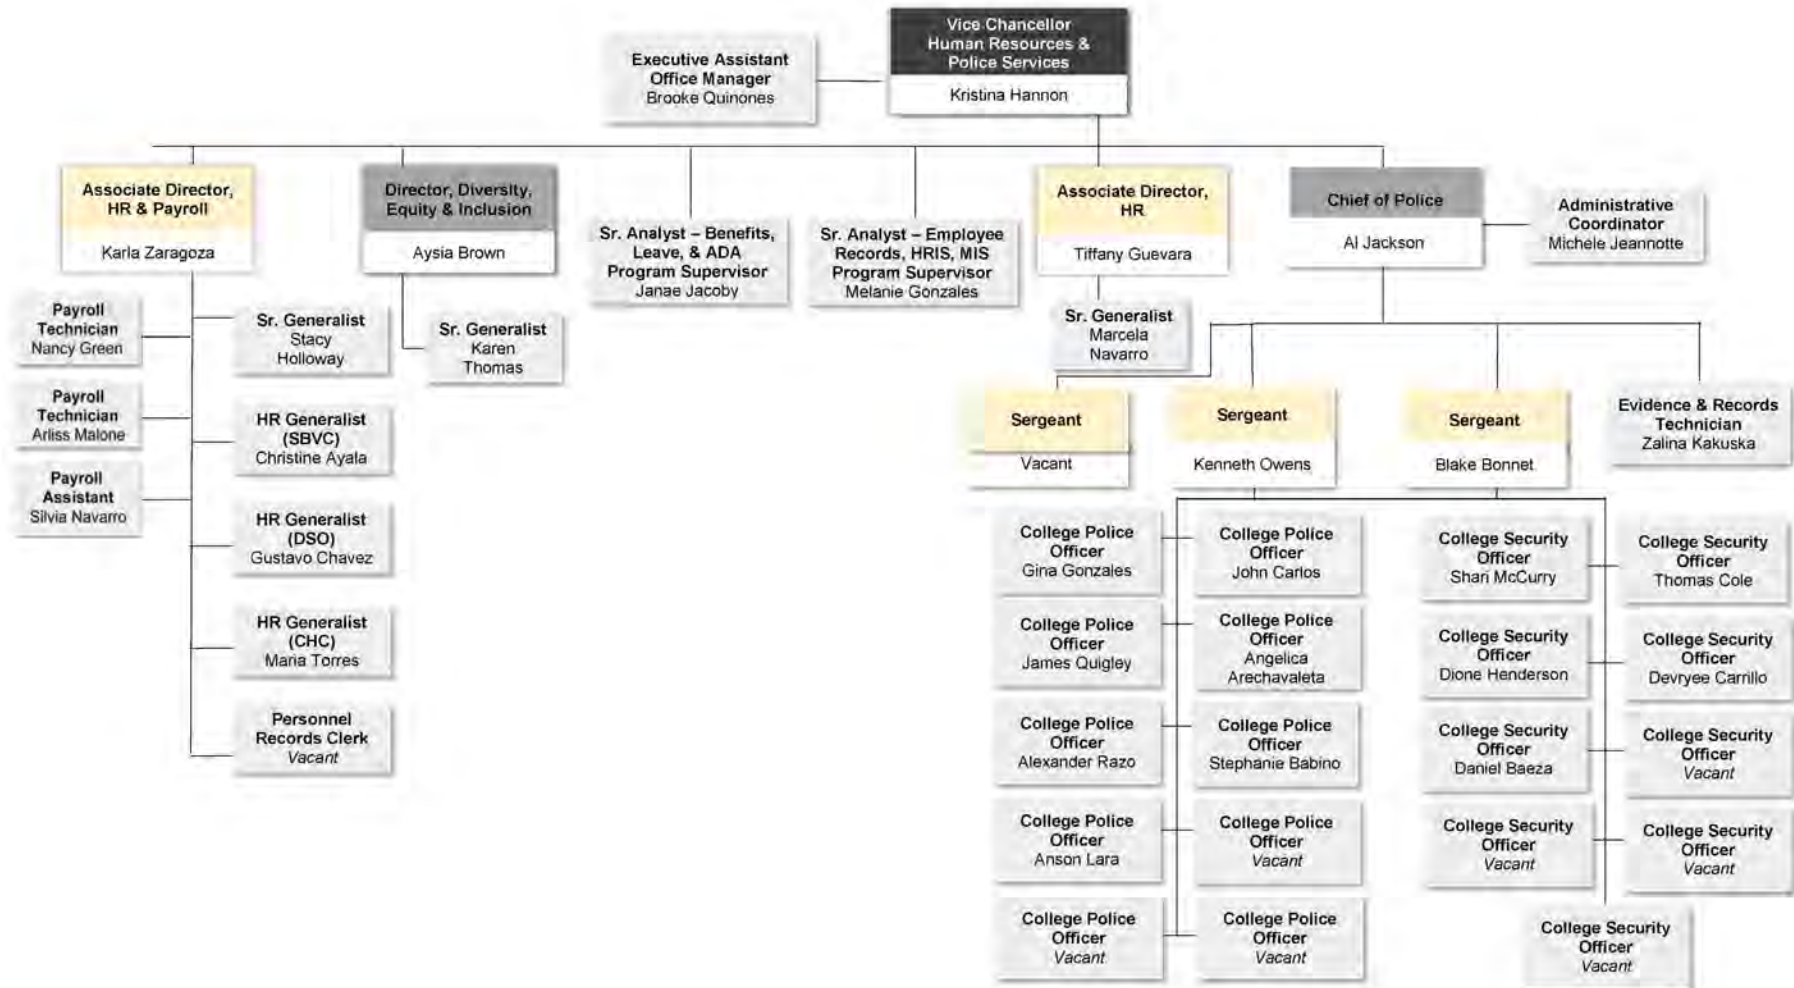 Vice Chancellor
Human Resources &
Police Services
Kristina Hannon
Executive Assistant
Office Manager
Brooke Quinones
Associate Director,
HR & Payroll
Karla Zaragoza
Director, Diversity,
Equity & Inclusion
Aysia Brown
Sr. Analyst – Benefits,
Leave, & ADA
Program Supervisor
Janae Jacoby
Sr. Analyst – Employee
Records, HRIS, MIS
Program Supervisor
Melanie Gonzales
Associate Director,
HR
Tiffany Guevara
Chief of Police
Al Jackson
Administrative
Coordinator
Michele Jeannotte
Payroll
Technician
Nancy Green
Payroll
Technician
Arliss Malone
Payroll
Assistant
Silvia Navarro
Sr. Generalist
Stacy
Holloway
HR Generalist
(SBVC)
Christine Ayala
HR Generalist
(DSO)
Gustavo Chavez
HR Generalist
(CHC)
Maria Torres
Personnel
Records Clerk
Vacant
Sr. Generalist
Karen
Thomas
Sr. Generalist
Marcela
Navarro
Sergeant
Vacant
Sergeant
Kenneth Owens
Sergeant
Blake Bonnet
Evidence & Records
Technician
Zalina Kakuska
College Police
Officer
Gina Gonzales
College Police
Officer
John Carlos
College Police
Officer
James Quigley
College Police
Officer
Angelica
Arechavaleta
College Police
Officer
Alexander Razo
College Police
Officer
Stephanie Babino
College Police
Officer
Anson Lara
College Police
Officer
Vacant
College Police
Officer
Vacant
College Police
Officer
Vacant
College Security
Officer
Shari McCurry
College Security
Officer
Thomas Cole
College Security
Officer
Dione Henderson
College Security
Officer
Devryee Carrillo
College Security
Officer
Daniel Baeza
College Security
Officer
Vacant
College Security
Officer
Vacant
College Security
Officer
Vacant
College Security
Officer
Vacant